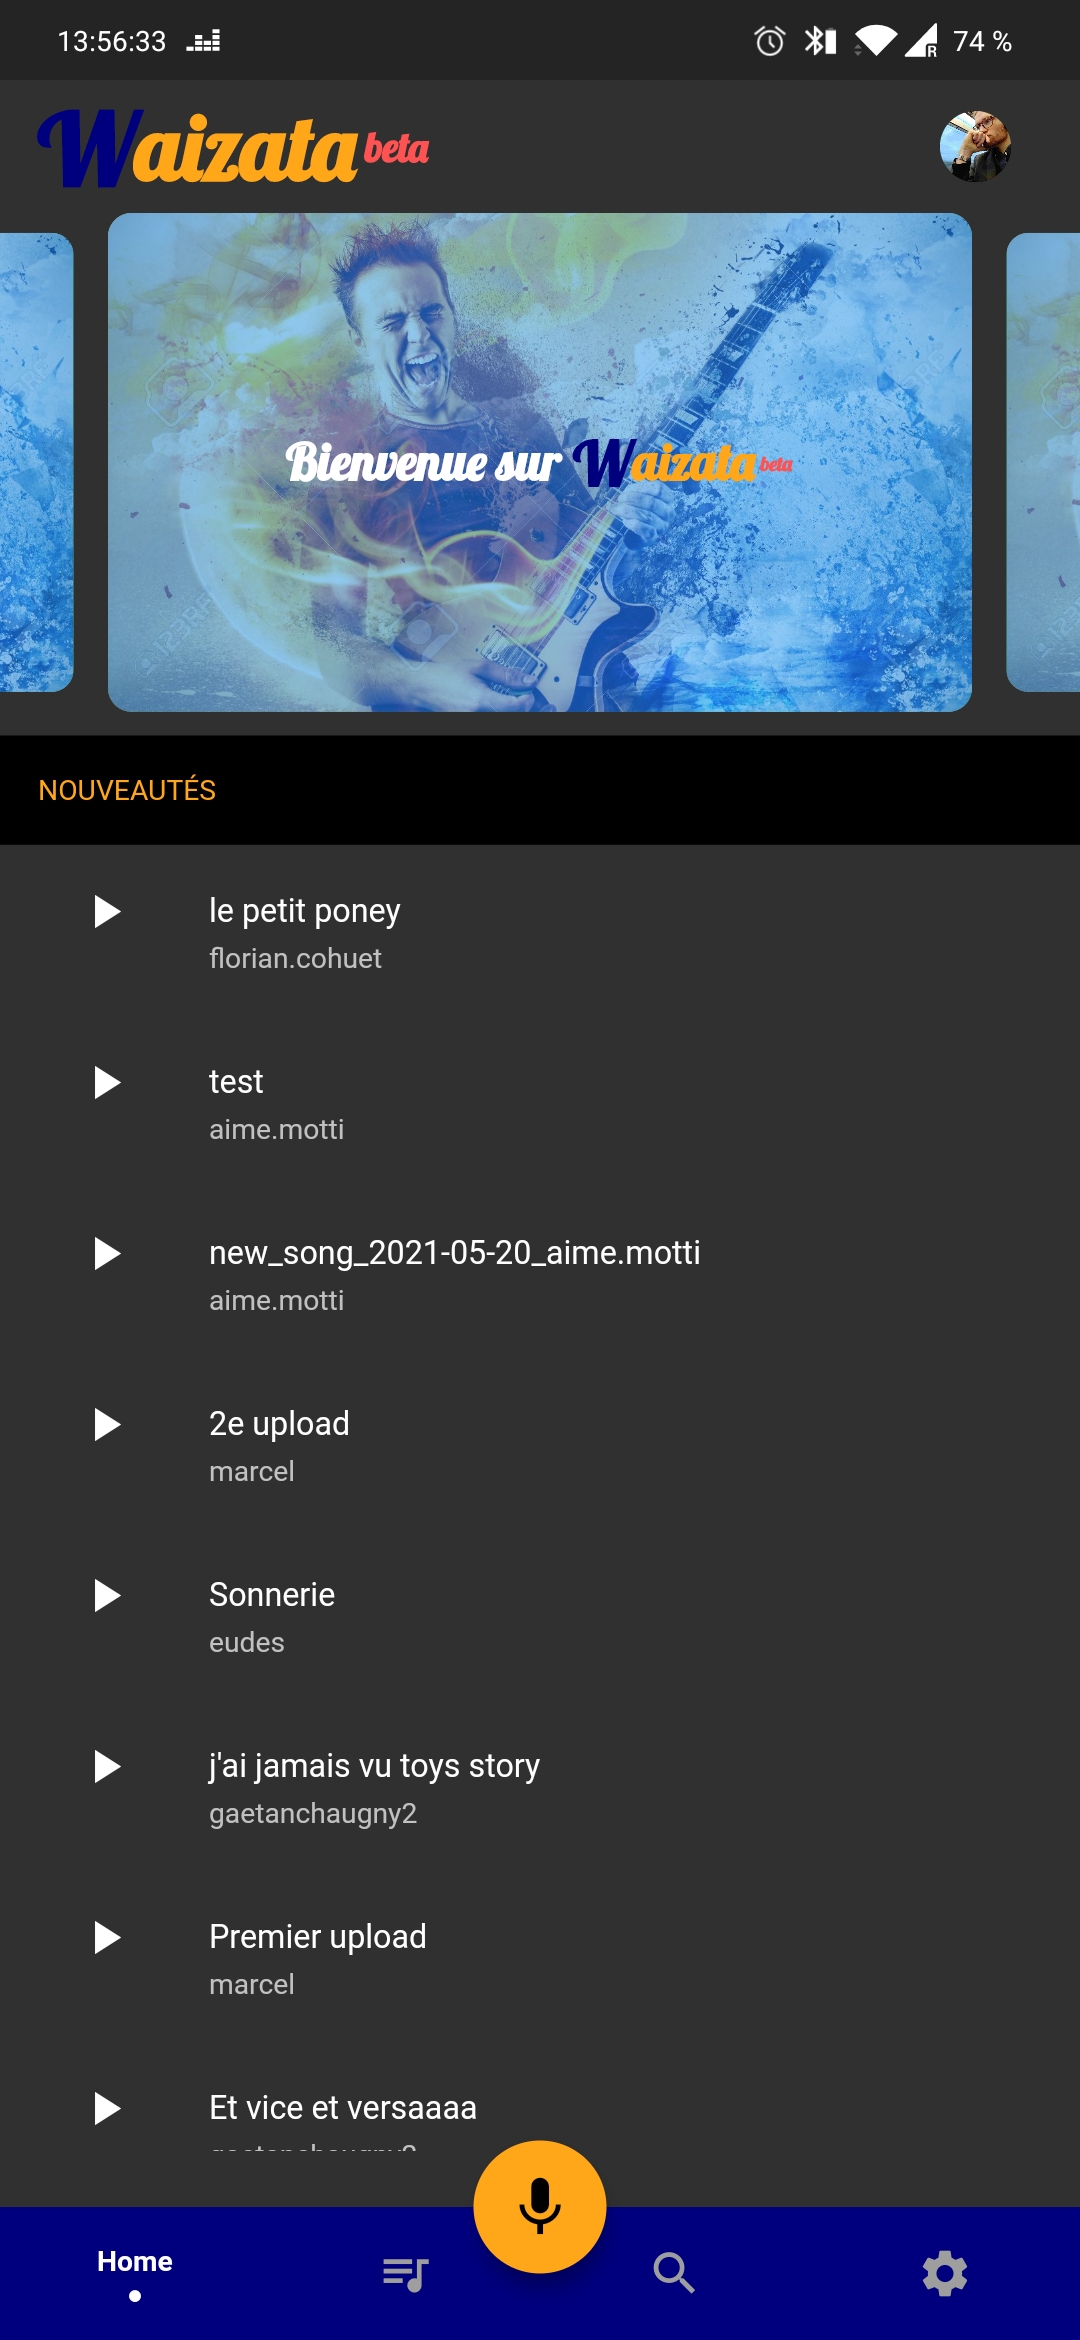 13:56:33
74 %
Waizata beta
Bienvenue sur Waizata beta
NOUVEAUTÉS
le petit poney
florian.cohuet
test
aime.motti
new_song_2021-05-20_aime.motti
aime.motti
2e upload
marcel
Sonnerie
eudes
j'ai jamais vu toys story
gaetanchaugny2
Premier upload
marcel
Et vice et versaaaa
Home